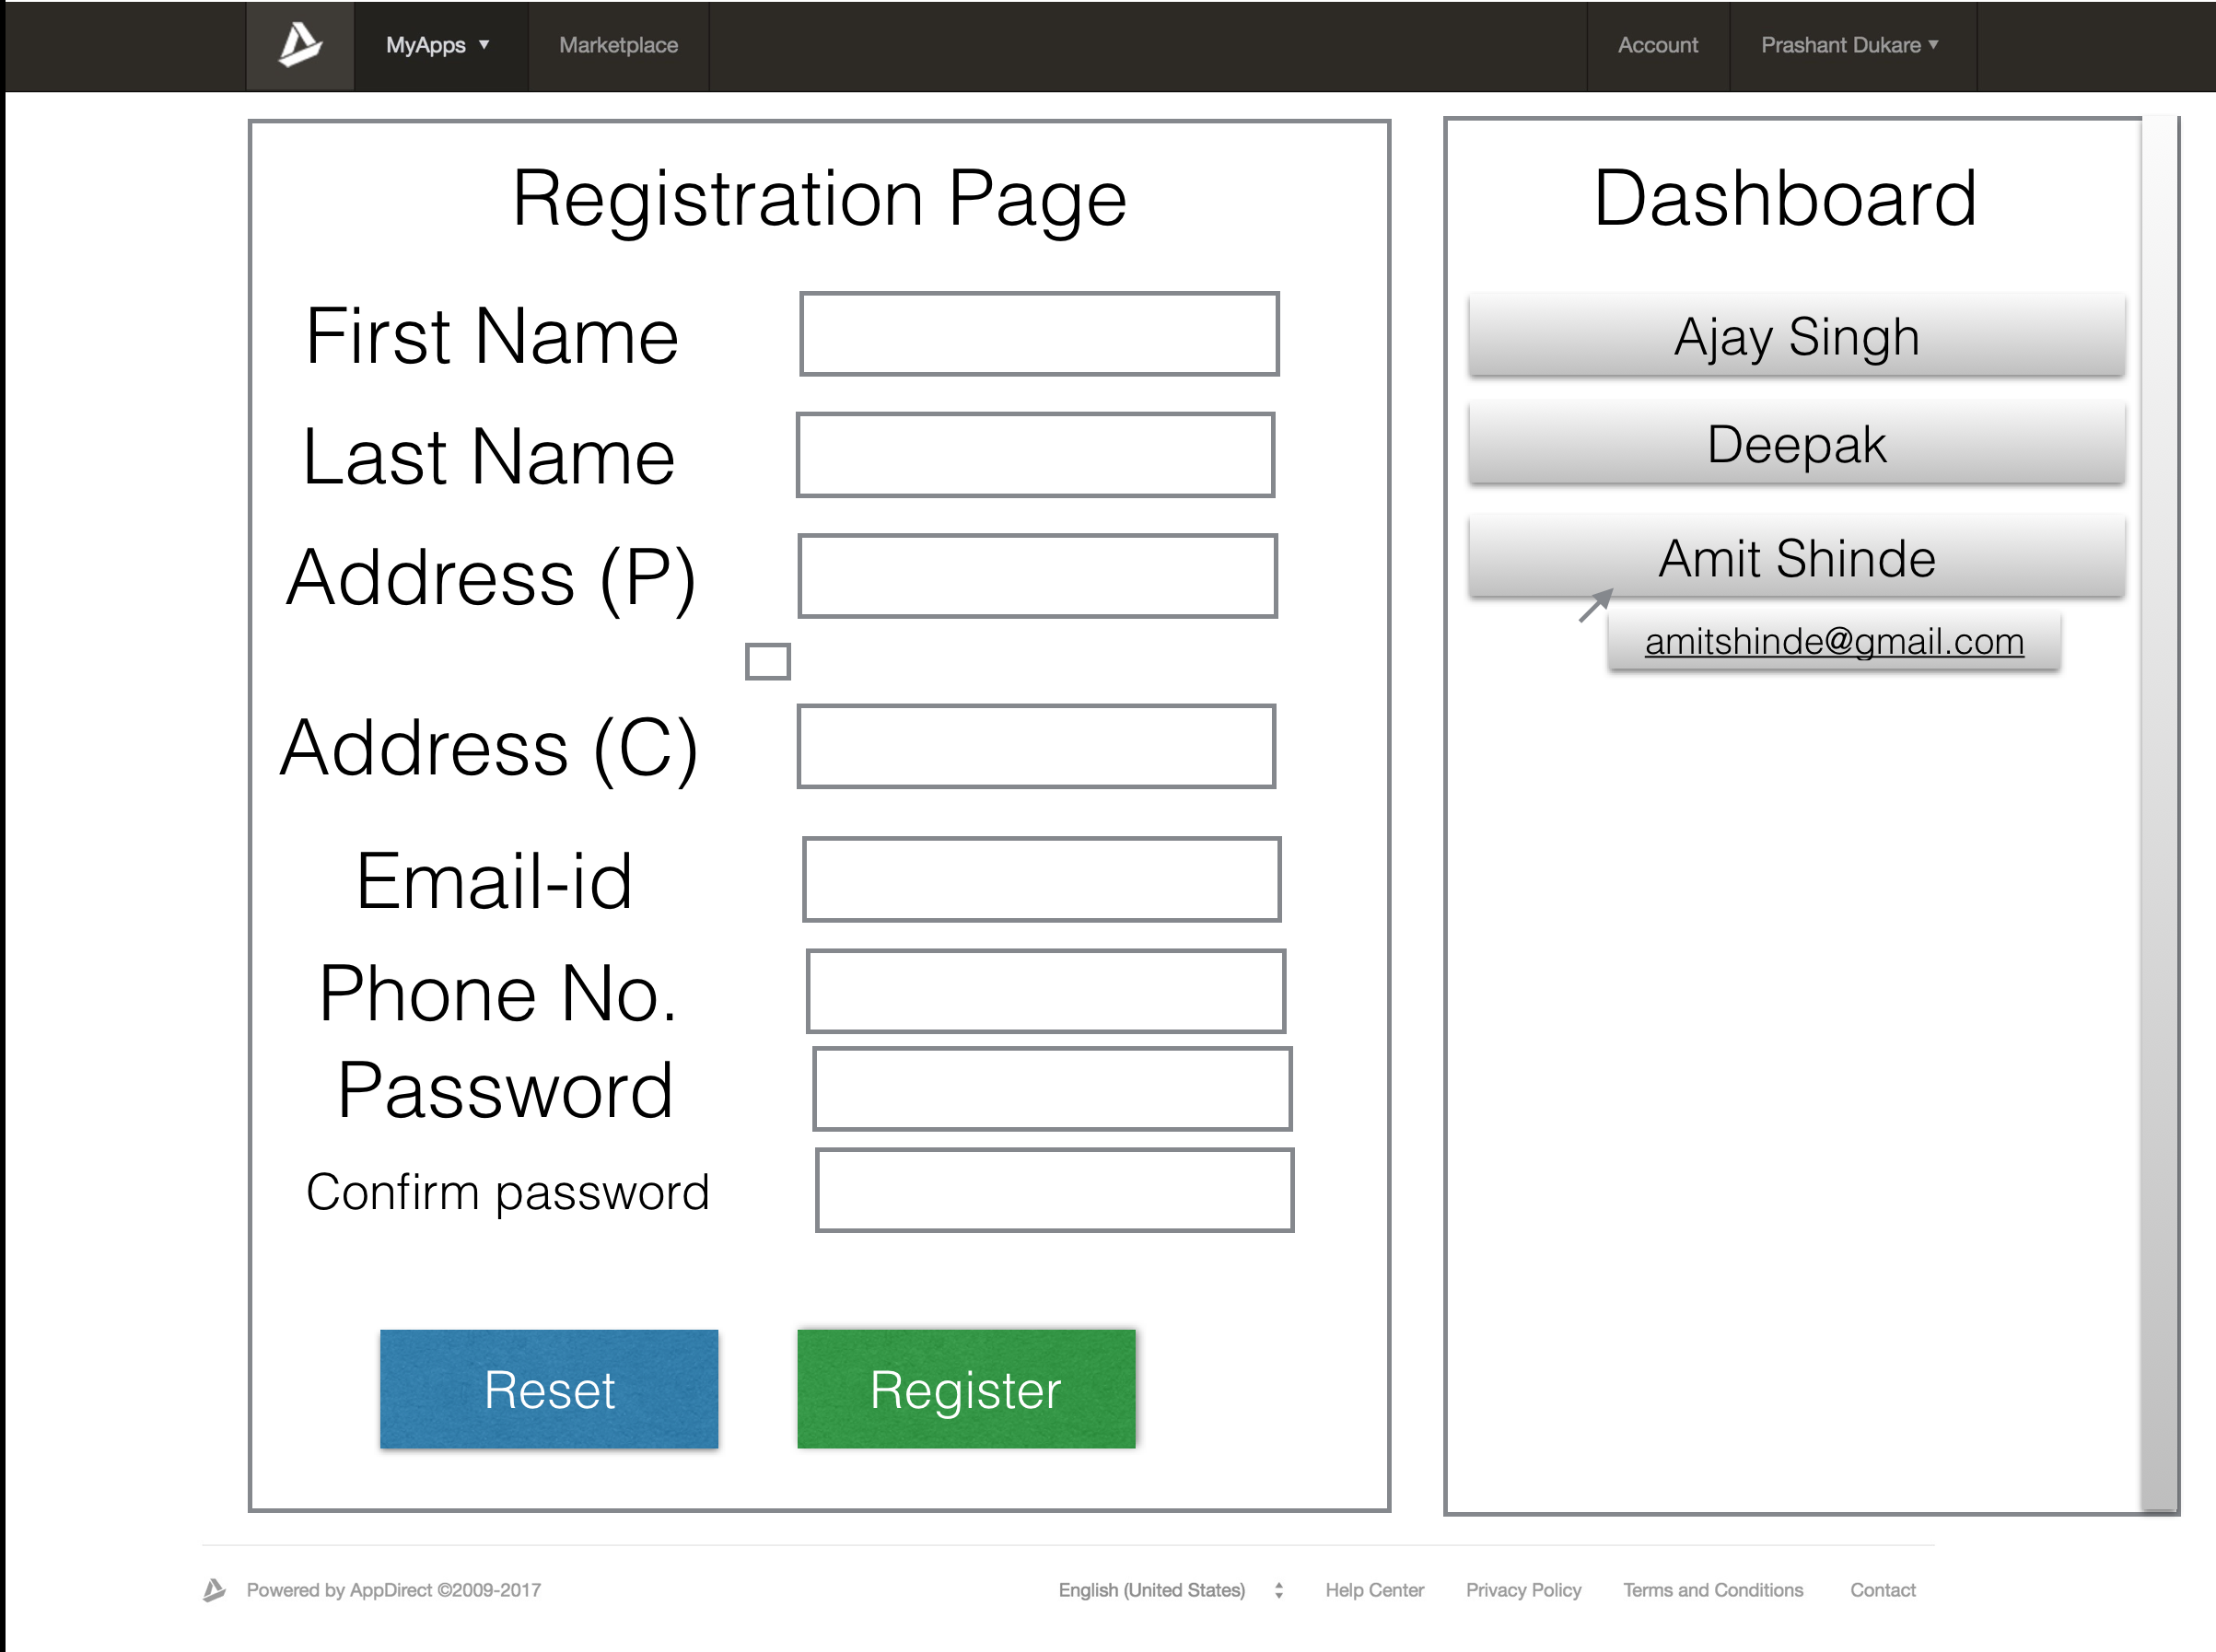 MyApps ▼ Marketplace Account Prashant Dukare ▼
Registration Page
First Name
Last Name
Address (P)
Address (C)
Email-id
Phone No.
Password
Confirm password
Reset Register
Dashboard
Ajay Singh
Deepak
Amit Shinde
amitshinde@gmail.com
Powered by AppDirect ©2009-2017 English (United States) Help Center Privacy Policy Terms and Conditions Contact